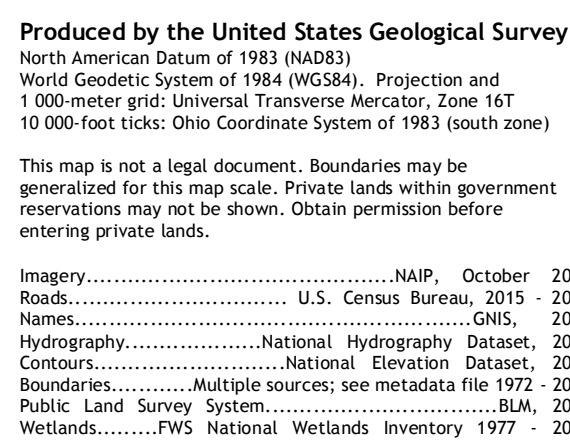 Produced by the United States Geological Survey
North American Datum of 1983 (NAD83)
World Geodetic System of 1984 (WGS84).  Projection and
1 000-meter grid: Universal Transverse Mercator, Zone 16T
10 000-foot ticks: Ohio Coordinate System of 1983 (south zone)
This map is not a legal document. Boundaries may be
generalized for this map scale. Private lands within government
reservations may not be shown. Obtain permission before
entering private lands.
Imagery.............................................NAIP, October 20
Roads................................ U.S. Census Bureau, 2015 - 20
Names..........................................................GNIS, 20
Hydrography....................National Hydrography Dataset, 20
Contours............................National Elevation Dataset, 20
Boundaries............Multiple sources; see metadata file 1972 - 20
Public Land Survey System..................................BLM, 20
Wetlands.........FWS National Wetlands Inventory 1977 - 20